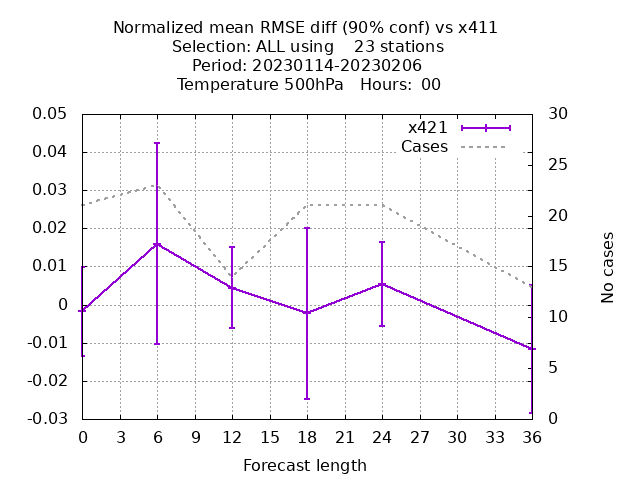 Normalized mean RMSE diff (90% conf) vs x411
Selection: ALL using    23 stations
Period: 20230114-20230206
Temperature 500hPa   Hours:  00
0.05
0.04
0.03
0.02
0.01
0
-0.01
-0.02
-0.03
30
25
20
15
10
5
0
x421
Cases
No cases
0 3 6 9 12 15 18 21 24 27 30 33 36
Forecast length